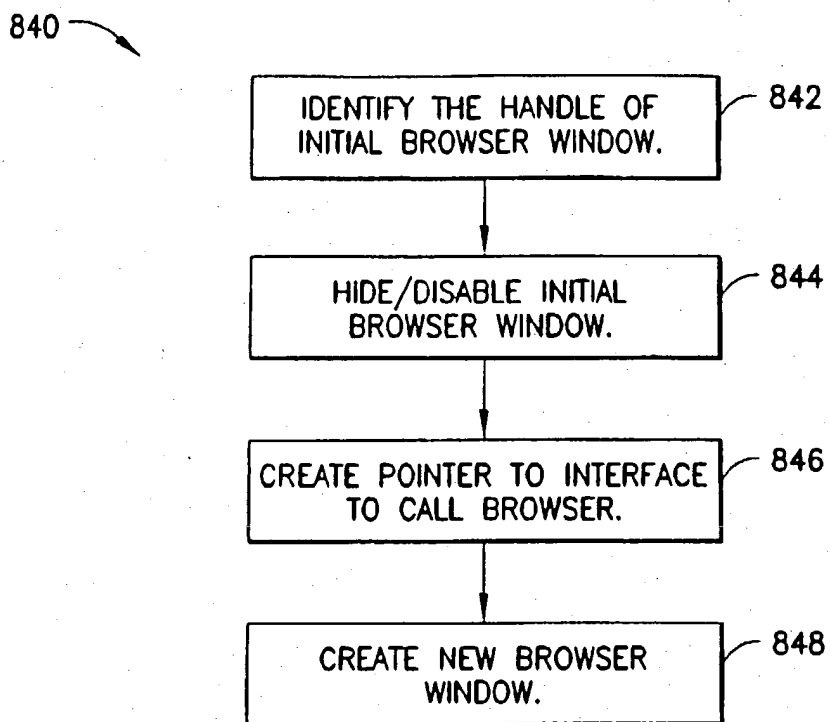 840
IDENTIFY THE HANDLE OF
INITIAL BROWSER WINDOW.
842
HIDE/DISABLE INITIAL
BROWSER WINDOW.
844
CREATE POINTER TO INTERFACE
TO CALL BROWSER.
846
CREATE NEW BROWSER
WINDOW.
848